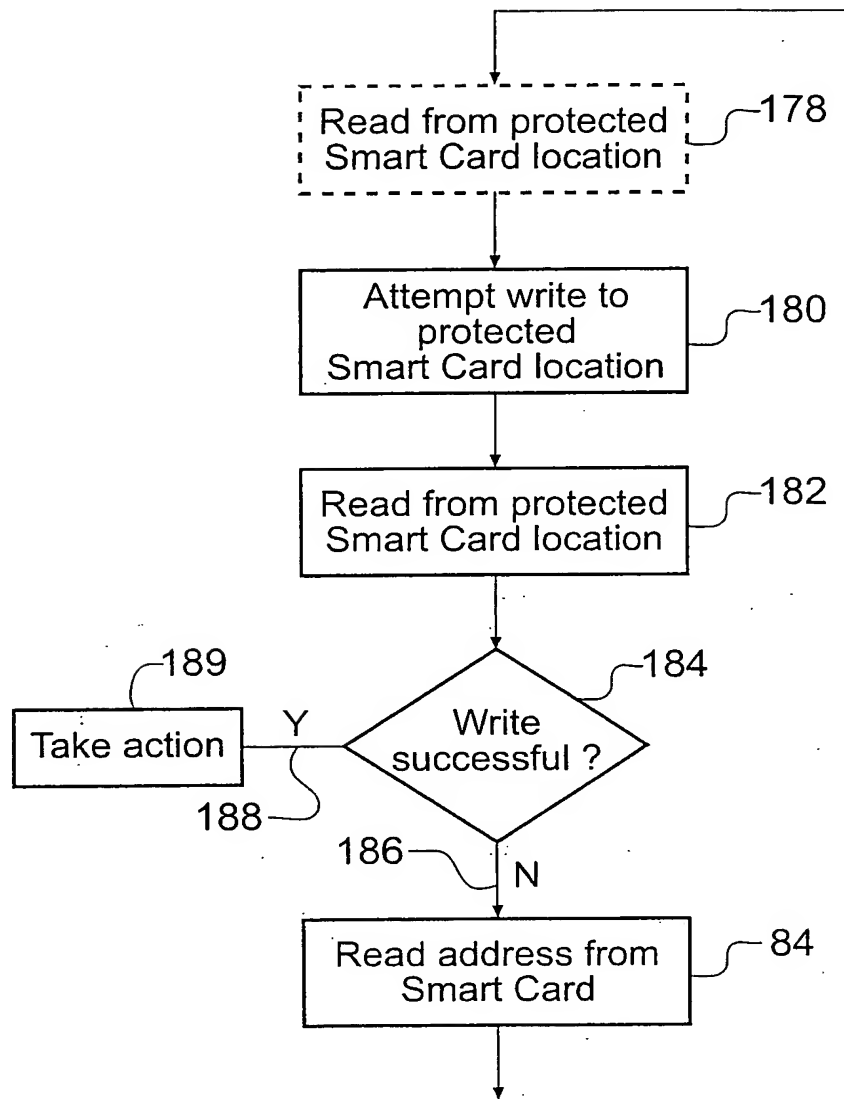 Read from protected
Smart Card location
178
Attempt write to
protected
Smart Card location
180
Read from protected
Smart Card location
182
184
189
Write
successful ?
Y
Take action
188
186
N
Read address from
Smart Card
84